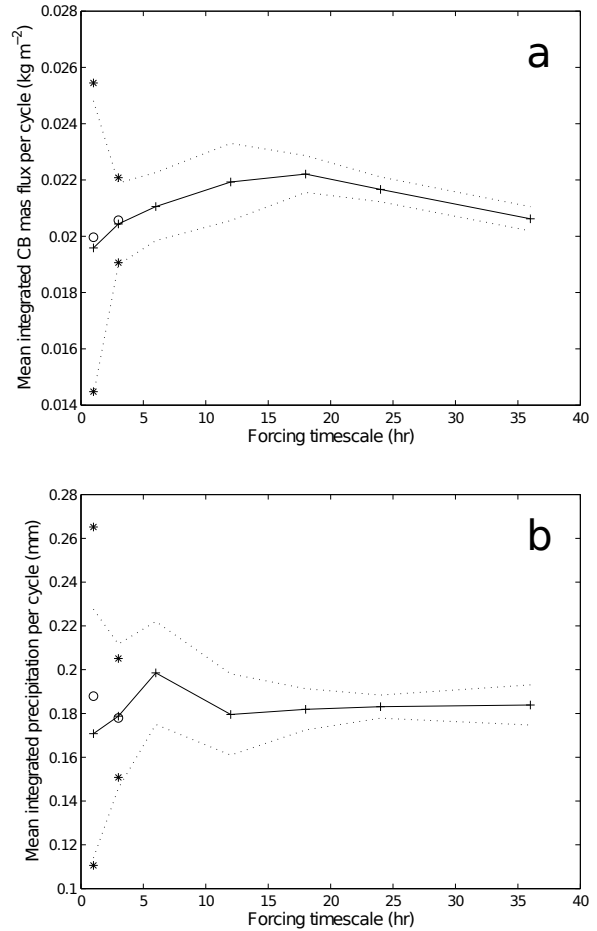 a
0.028
0.026
0.024
0.022
0.02
0.018
0.016
0.014
Mean integrated CB mas flux per cycle (kg m⁻²)
0 5 10 15 20 25 30 35 40
Forcing timescale (hr)
b
0.28
0.26
0.24
0.22
0.2
0.18
0.16
0.14
0.12
0.1
Mean integrated precipitation per cycle (mm)
0 5 10 15 20 25 30 35 40
Forcing timescale (hr)